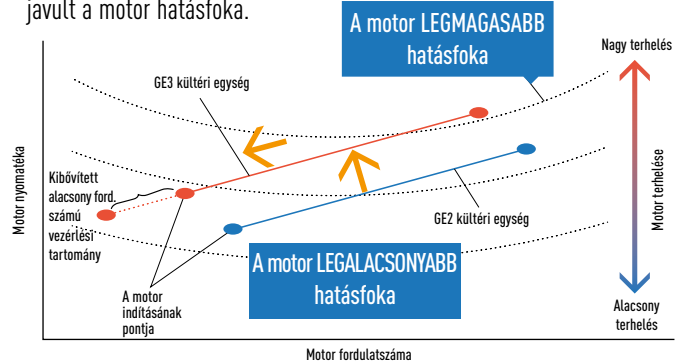 javult a motor hatásfoka.
A motor LEGMAGASABB
hatásfoka
Nagy terhelés
GE3 kültéri egység
Motor nyomatéka
Kibővített
alacsony ford.
számú
vezérlési
tartomány
Motor terhelése
GE2 kültéri egység
A motor LEGALACSONYABB
hatásfoka
A motor
indításának
pontja
Alacsony
terhelés
Motor fordulatszáma